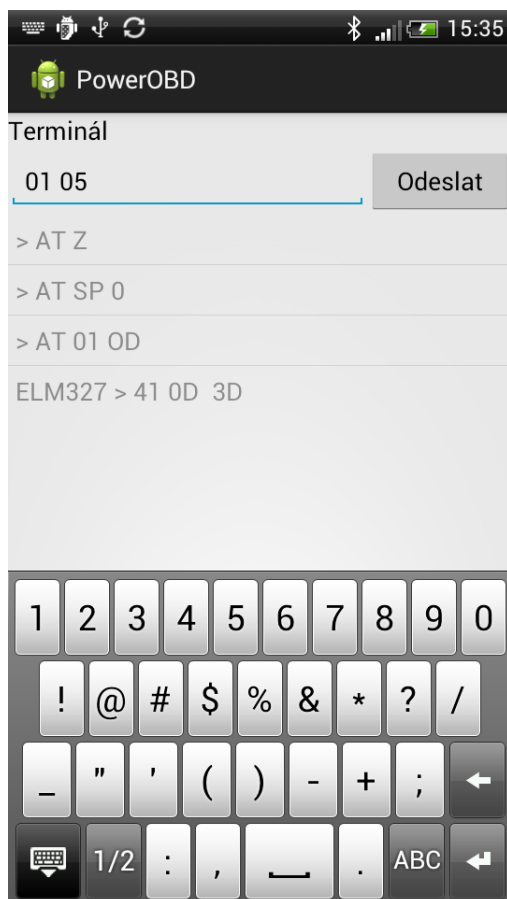 15:35
PowerOBD
Terminál
01 05 Odeslat
> AT Z
> AT SP 0
> AT 01 OD
ELM327 > 41 0D 3D
1 2 3 4 5 6 7 8 9 0
! @ # $ % & * ? /
_ " ' ( ) - + ;
1/2 : , . ABC